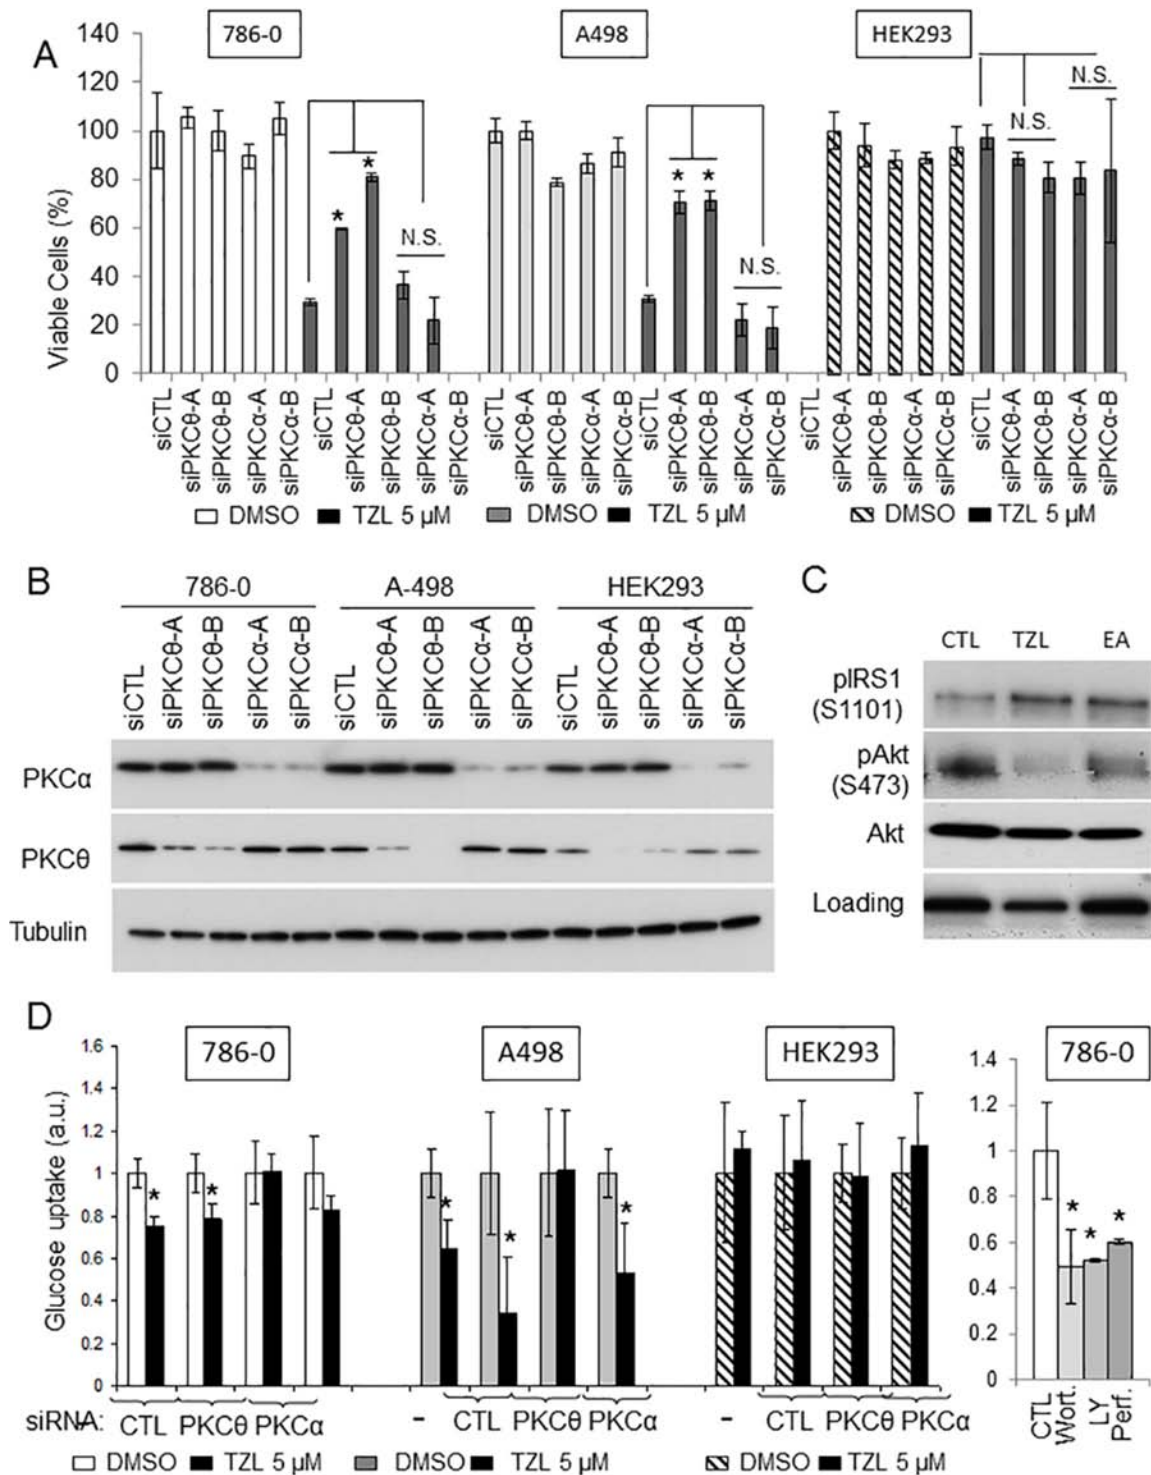 A
786-0
A498
HEK293
Viable Cells (%)
140
120
100
80
60
40
20
0
* * N.S.
* * N.S.
N.S. N.S.
siCTL siPKCθ-A siPKCθ-B siPKCα-A siPKCα-B siCTL siPKCθ-A siPKCθ-B siPKCα-A siPKCα-B
siCTL siPKCθ-A siPKCθ-B siPKCα-A siPKCα-B siCTL siPKCθ-A siPKCθ-B siPKCα-A siPKCα-B
siCTL siPKCθ-A siPKCθ-B siPKCα-A siPKCα-B siCTL siPKCθ-A siPKCθ-B siPKCα-A siPKCα-B
DMSO TZL 5 µM DMSO TZL 5 µM DMSO TZL 5 µM
B
786-0 A-498 HEK293
siCTL siPKCθ-A siPKCθ-B siPKCα-A siPKCα-B siCTL siPKCθ-A siPKCθ-B siPKCα-A siPKCα-B siCTL siPKCθ-A siPKCθ-B siPKCα-A siPKCα-B
PKCα
PKCθ
Tubulin
C
CTL TZL EA
pIRS1
(S1101)
pAkt
(S473)
Akt
Loading
D
786-0
A498
HEK293
786-0
Glucose uptake (a.u.)
1.6
1.4
1.2
1
0.8
0.6
0.4
0.2
0
* *
* * *
1.4
1.2
1
0.8
0.6
0.4
0.2
0
* * *
siRNA: - CTL PKCθ PKCα - CTL PKCθ PKCα - CTL PKCθ PKCα
CTL Wort. LY Perf.
DMSO TZL 5 µM DMSO TZL 5 µM DMSO TZL 5 µM